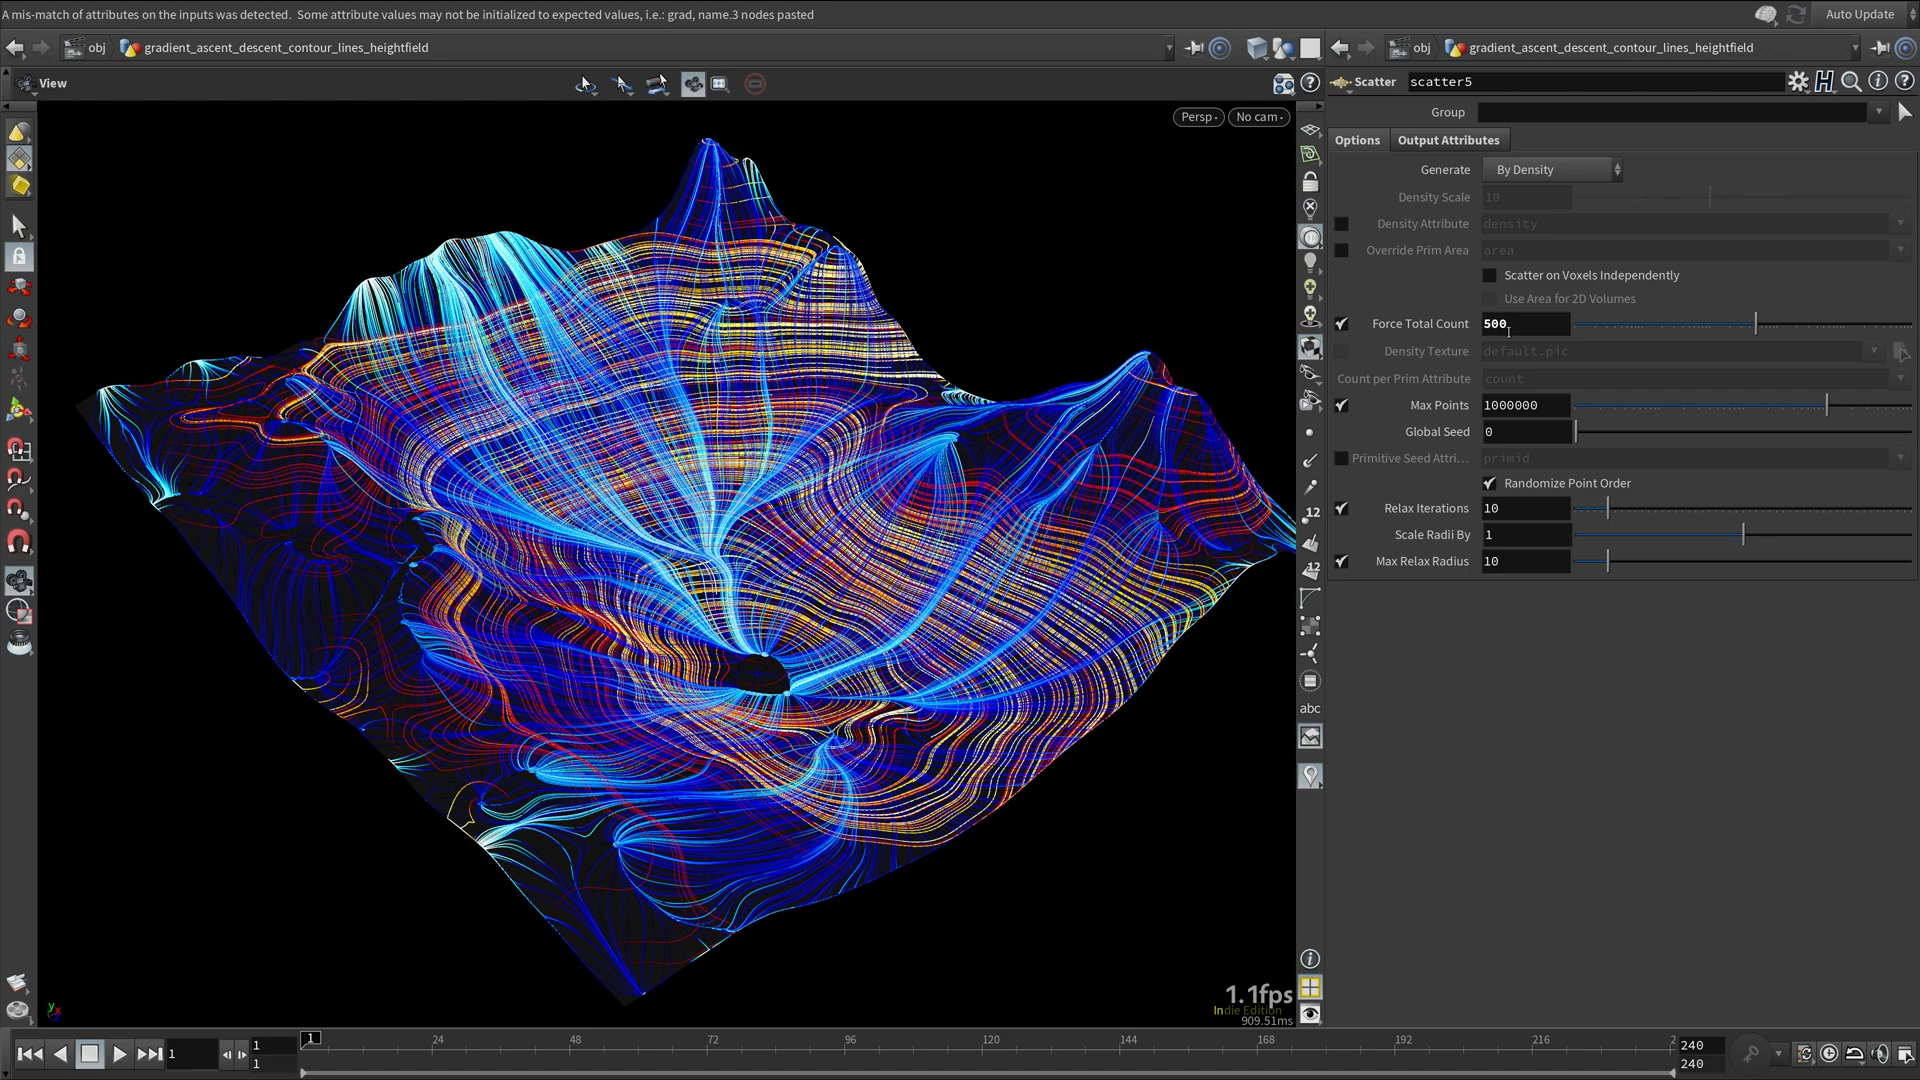 A mis-match of attributes on the inputs was detected.  Some attribute values may not be initialized to expected values, i.e.: grad, name.3 nodes pasted
Auto Update
obj
gradient_ascent_descent_contour_lines_heightfield
obj
gradient_ascent_descent_contour_lines_heightfield
View
Scatter
scatter5
Persp
No cam
Group
Options
Output Attributes
Generate
By Density
Density Scale
10
Density Attribute
density
Override Prim Area
area
Scatter on Voxels Independently
Use Area for 2D Volumes
Force Total Count
500
Density Texture
default.pic
Count per Prim Attribute
count
Max Points
1000000
Global Seed
0
Primitive Seed Attri...
primid
Randomize Point Order
Relax Iterations
10
Scale Radii By
1
Max Relax Radius
10
12
12
abc
y
x
1.1fps
Indie Edition
909.51ms
1
1
1
1
24
48
72
96
120
144
168
192
216
2
240
240